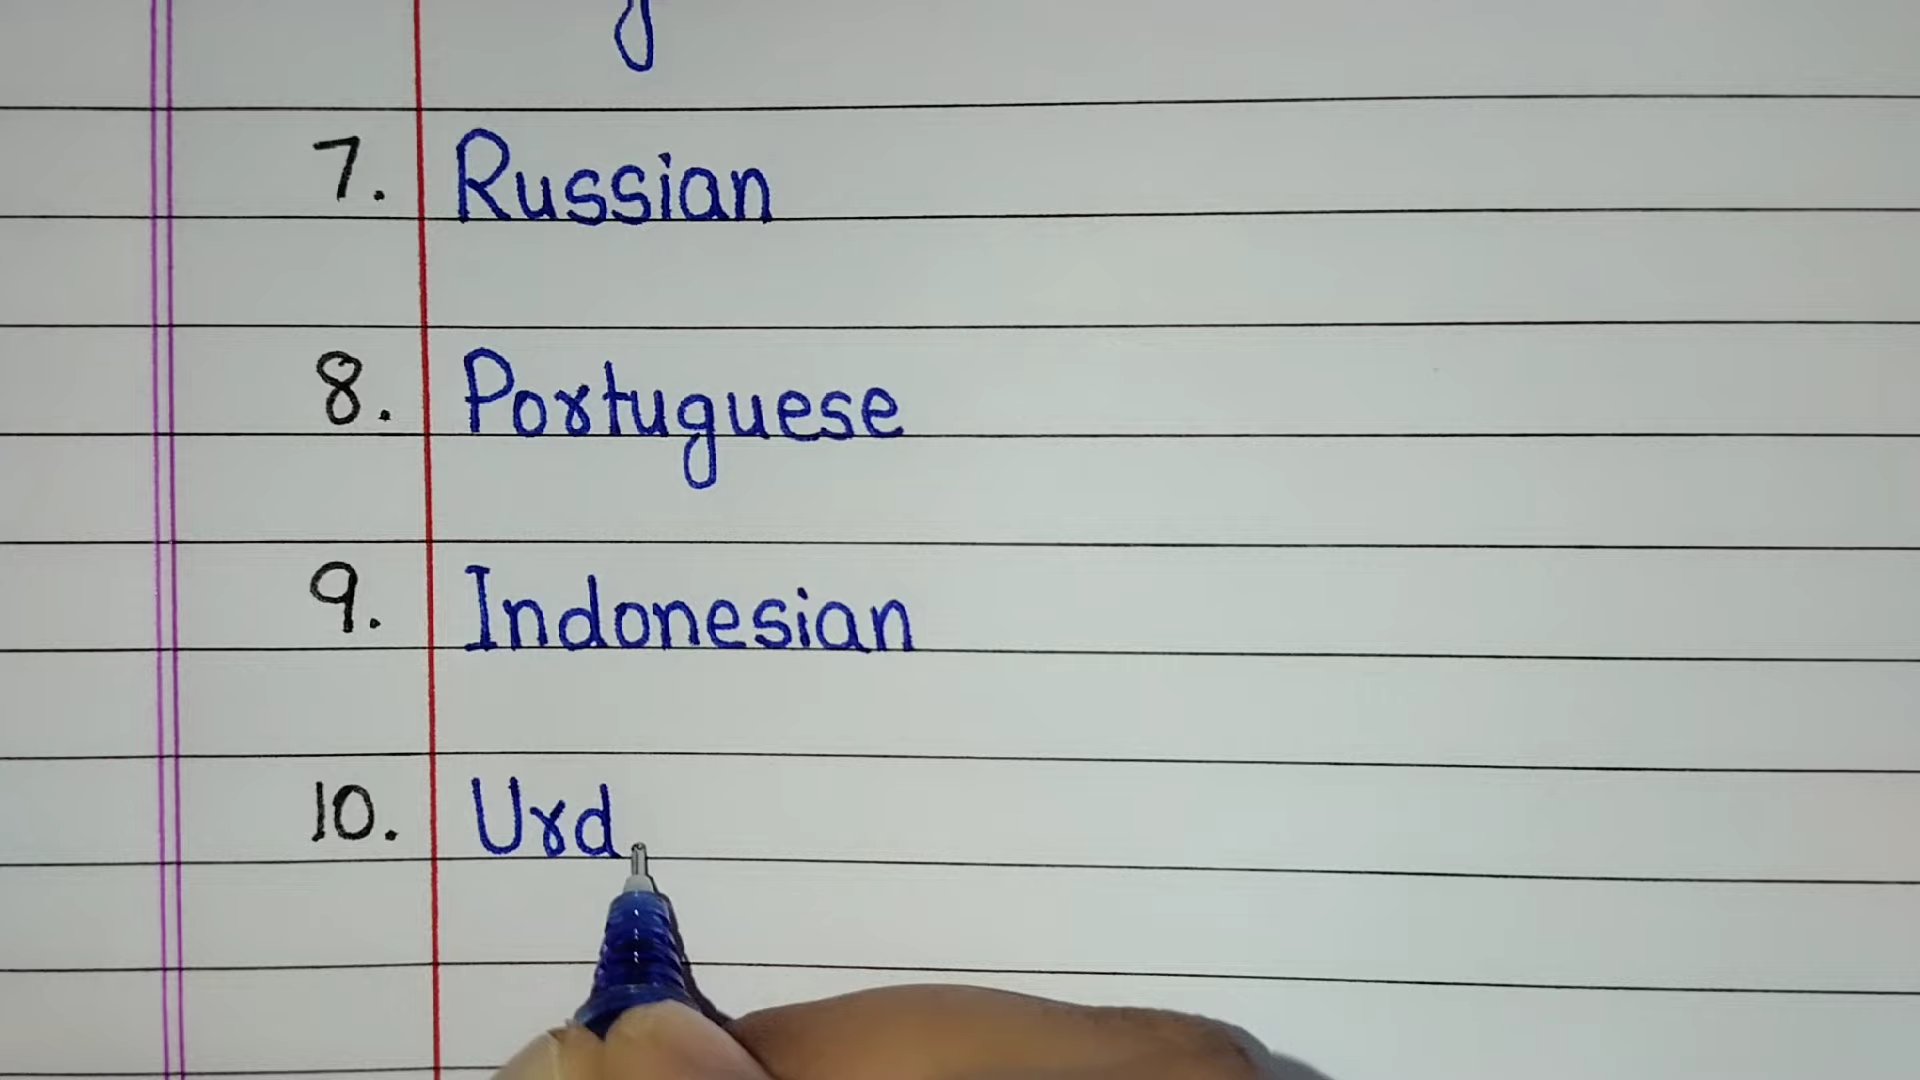 7. Russian
8. Portuguese
9. Indonesian
10. Urd